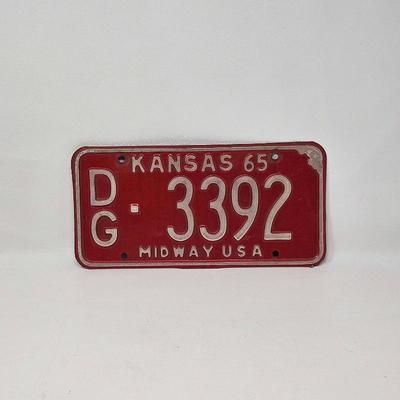 KANSAS 65
DG 3392
MIDWAY USA